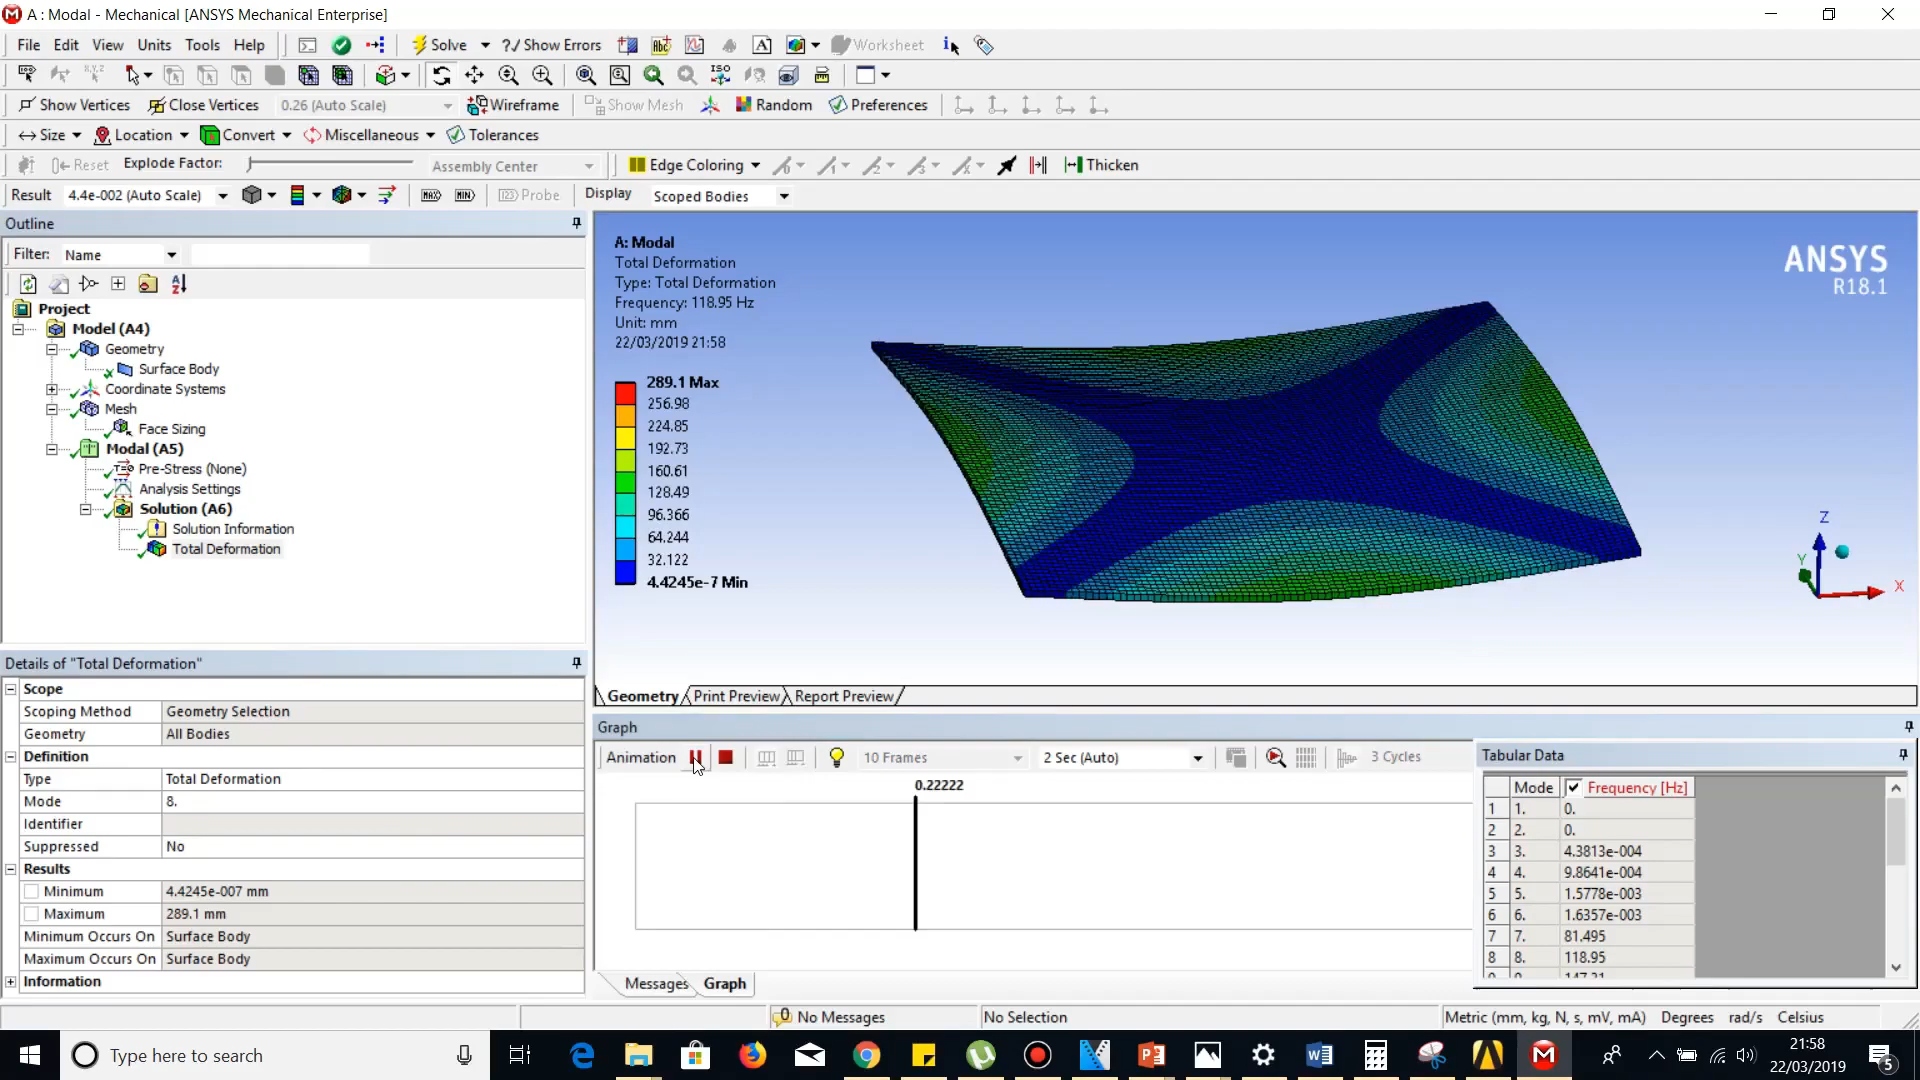 A : Modal - Mechanical [ANSYS Mechanical Enterprise]
File Edit View Units Tools Help Solve ?/ Show Errors Worksheet
ISO
Show Vertices Close Vertices 0.26 (Auto Scale) Wireframe Show Mesh Random Preferences
Size Location Convert Miscellaneous Tolerances
Reset Explode Factor: Assembly Center Edge Coloring Thicken
Result 4.4e-002 (Auto Scale) MAX MIN Probe Display Scoped Bodies
Outline
Filter: Name
Project
Model (A4)
Geometry
Surface Body
Coordinate Systems
Mesh
Face Sizing
Modal (A5)
Pre-Stress (None)
Analysis Settings
Solution (A6)
Solution Information
Total Deformation
A: Modal
Total Deformation
Type: Total Deformation
Frequency: 118.95 Hz
Unit: mm
22/03/2019 21:58
289.1 Max
256.98
224.85
192.73
160.61
128.49
96.366
64.244
32.122
4.4245e-7 Min
ANSYS
R18.1
Z
Y
X
Geometry Print Preview Report Preview
Details of "Total Deformation"
Scope
Scoping Method Geometry Selection
Geometry All Bodies
Definition
Type Total Deformation
Mode 8.
Identifier
Suppressed No
Results
Minimum 4.4245e-007 mm
Maximum 289.1 mm
Minimum Occurs On Surface Body
Maximum Occurs On Surface Body
Information
Graph
Animation 10 Frames 2 Sec (Auto) 3 Cycles
0.22222
Messages Graph
Tabular Data
Mode Frequency [Hz]
1 1. 0.
2 2. 0.
3 3. 4.3813e-004
4 4. 9.8641e-004
5 5. 1.5778e-003
6 6. 1.6357e-003
7 7. 81.495
8 8. 118.95
No Messages No Selection Metric (mm, kg, N, s, mV, mA) Degrees rad/s Celsius
Type here to search
21:58
22/03/2019
5